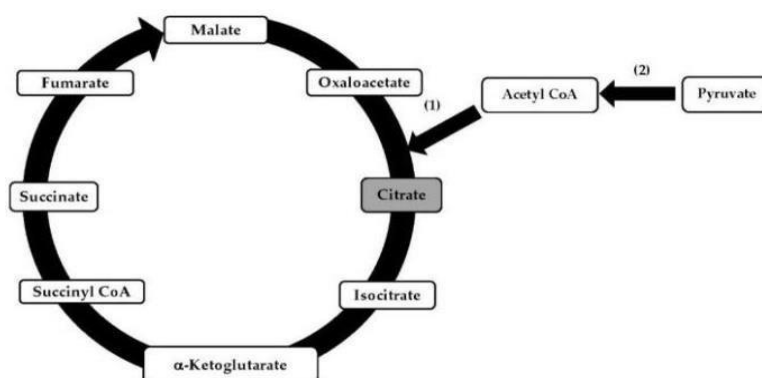 Malate
Fumarate
Oxaloacetate
(2)
Acetyl CoA
Pyruvate
(1)
Succinate
Citrate
Succinyl CoA
Isocitrate
α-Ketoglutarate